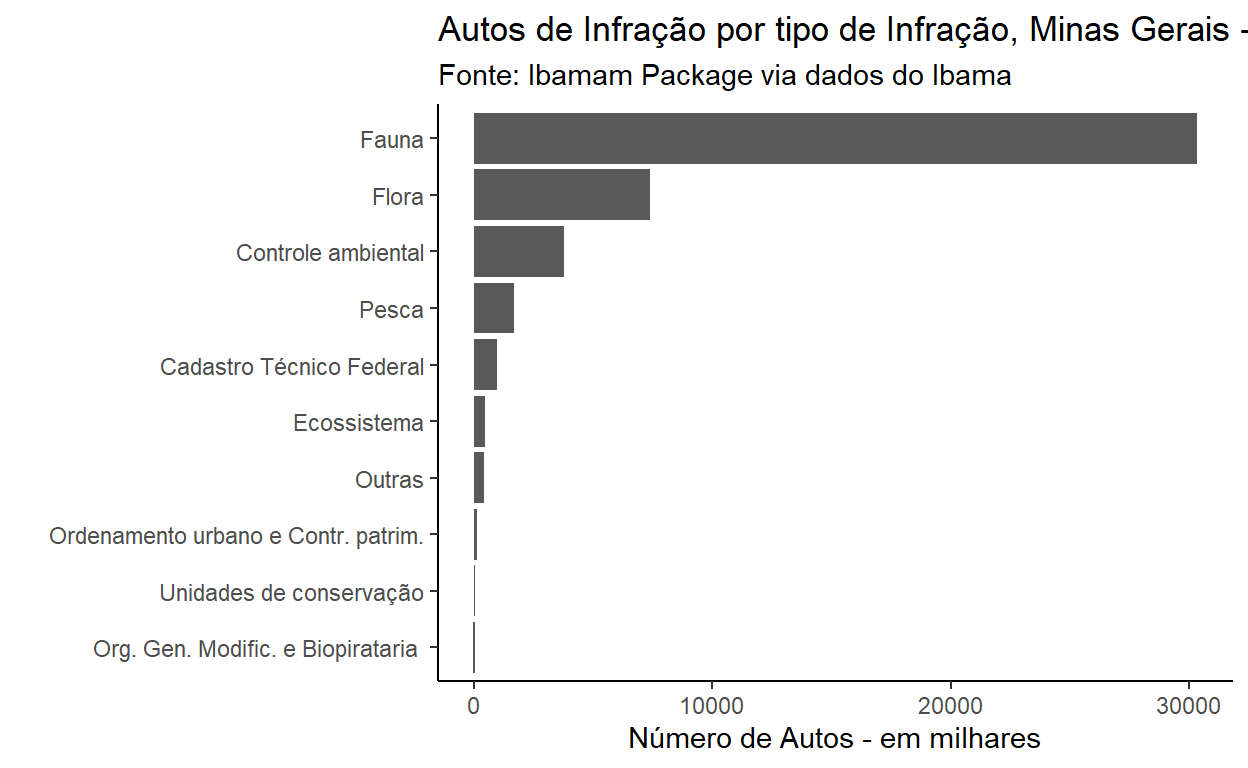 Autos de Infração por tipo de Infração, Minas Gerais -
Fonte: Ibamam Package via dados do Ibama
Fauna
Flora
Controle ambiental
Pesca
Cadastro Técnico Federal
Ecossistema
Outras
Ordenamento urbano e Contr. patrim.
Unidades de conservação
Org. Gen. Modific. e Biopirataria
0 10000 20000 30000
Número de Autos - em milhares